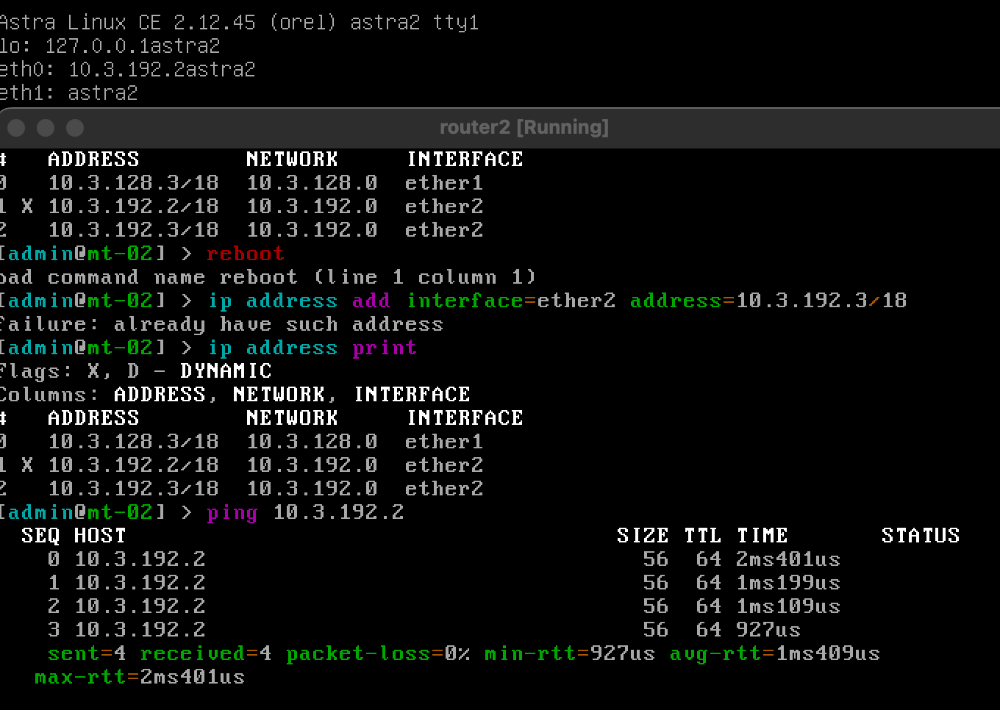 Astra Linux CE 2.12.45 (orel) astra2 tty1
lo: 127.0.0.1astra2
eth0: 10.3.192.2astra2
eth1: astra2
router2 [Running]
# ADDRESS NETWORK INTERFACE
0 10.3.128.3/18 10.3.128.0 ether1
1 X 10.3.192.2/18 10.3.192.0 ether2
2 10.3.192.3/18 10.3.192.0 ether2
[admin@mt-02] > reboot
bad command name reboot (line 1 column 1)
[admin@mt-02] > ip address add interface=ether2 address=10.3.192.3/18
failure: already have such address
[admin@mt-02] > ip address print
Flags: X, D - DYNAMIC
Columns: ADDRESS, NETWORK, INTERFACE
# ADDRESS NETWORK INTERFACE
0 10.3.128.3/18 10.3.128.0 ether1
1 X 10.3.192.2/18 10.3.192.0 ether2
2 10.3.192.3/18 10.3.192.0 ether2
[admin@mt-02] > ping 10.3.192.2
SEQ HOST SIZE TTL TIME STATUS
0 10.3.192.2 56 64 2ms401us
1 10.3.192.2 56 64 1ms199us
2 10.3.192.2 56 64 1ms109us
3 10.3.192.2 56 64 927us
sent=4 received=4 packet-loss=0% min-rtt=927us avg-rtt=1ms409us
max-rtt=2ms401us